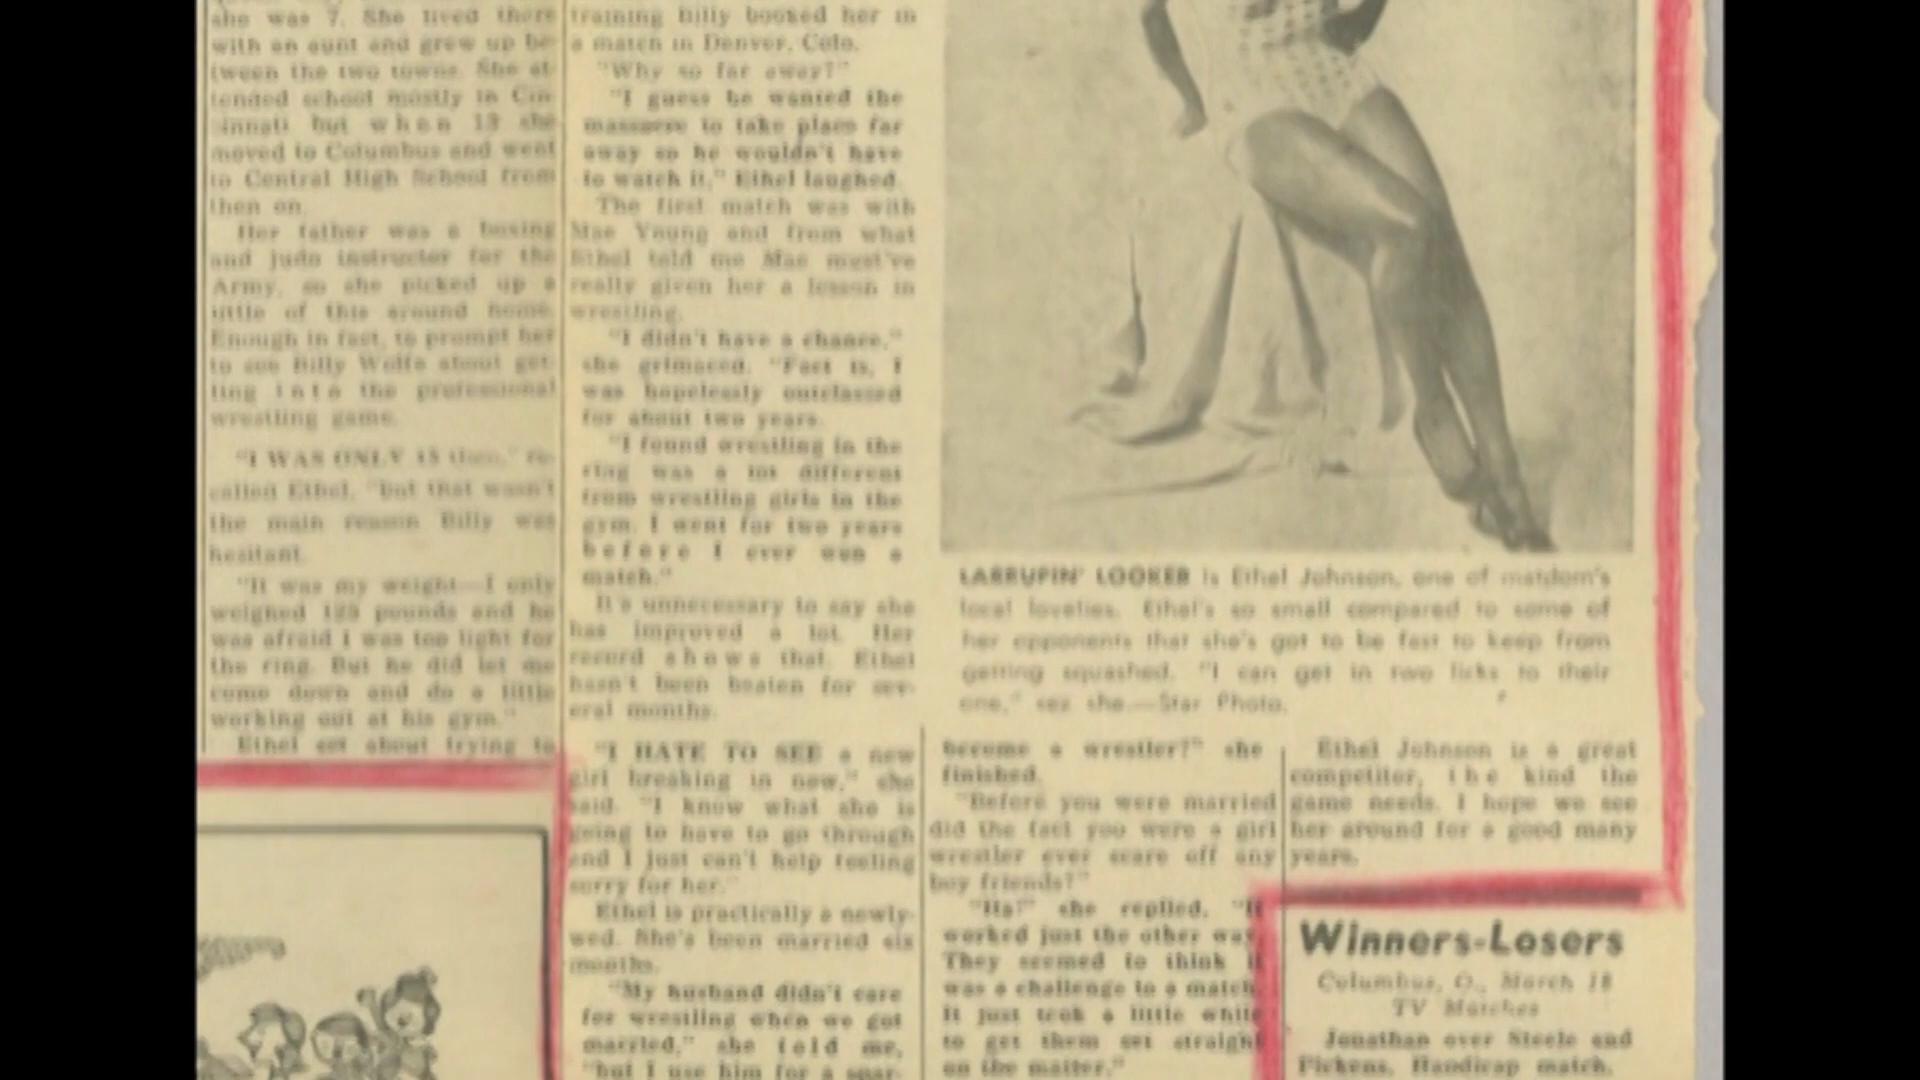 she was 7. She lived there
with an aunt and grew up be-
tween the two towns. She at-
tended school mostly in Cin-
cinnati but when 13 she
moved to Columbus and went
to Central High School from
then on.
Her father was a boxing
and judo instructor for the
Army, so she picked up a
little of this around home.
Enough in fact, to prompt her
to see Billy Wolfe about get-
ting into the professional
wrestling game.
"I WAS ONLY 15 then," re-
called Ethel, "but that wasn't
the main reason Billy was
hesitant.
"It was my weight—I only
weighed 125 pounds and he
was afraid I was too light for
the ring. But he did let me
come down and do a little
working out at his gym."
Ethel set about trying to
training Billy booked her in
a match in Denver, Colo.
"Why so far away?"
"I guess he wanted the
massacre to take place far
away so he wouldn't have
to watch it," Ethel laughed.
The first match was with
Mae Young and from what
Ethel told me Mae must've
really given her a lesson in
wrestling.
"I didn't have a chance,"
she grimaced. "Fact is, I
was hopelessly outclassed
for about two years.
"I found wrestling in the
ring was a lot different
from wrestling girls in the
gym. I went for two years
before I ever won a
match."
It's unnecessary to say she
has improved a lot. Her
record shows that. Ethel
hasn't been beaten for sev-
eral months.
"I HATE TO SEE a new
girl breaking in now," she
said. "I know what she is
going to have to go through
and I just can't help feeling
sorry for her."
Ethel is practically a newly-
wed. She's been married six
months.
"My husband didn't care
for wrestling when we got
married," she told me,
"but I use him for a spar-
LARRUPIN' LOOKER is Ethel Johnson, one of matdom's
local lovelies. Ethel's so small compared to some of
her opponents that she's got to be fast to keep from
getting squashed. "I can get in two licks to their
one," sez she.—Star Photo.
become a wrestler?" she
finished.
"Before you were married
did the fact you were a girl
wrestler ever scare off any
boy friends?"
"Ha!" she replied. "It
worked just the other way.
They seemed to think it
was a challenge to a match.
It just took a little while
to get them set straight
on the matter."
Ethel Johnson is a great
competitor, the kind the
game needs. I hope we see
her around for a good many
years.
Winners-Losers
Columbus, O., March 18
TV Matches
Jonathan over Steele and
Pickens, Handicap match.